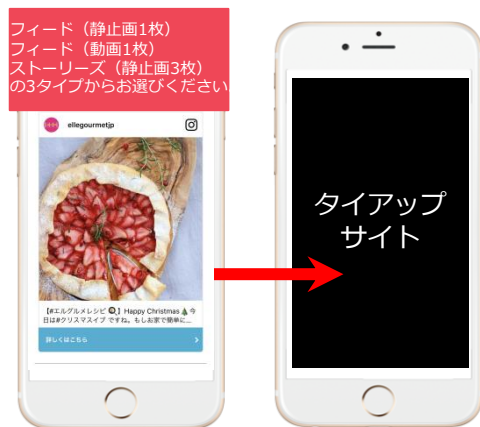 フィード（静止画1枚）
フィード（動画1枚）
ストーリーズ（静止画3枚）
の3タイプからお選びください
ellegourmetjp
【#エルグルメレシピ🍳】Happy Christmas🎄今
日は#クリスマスイブ ですね。もしお家で簡単に...
詳しくはこちら
タイアップ
サイト